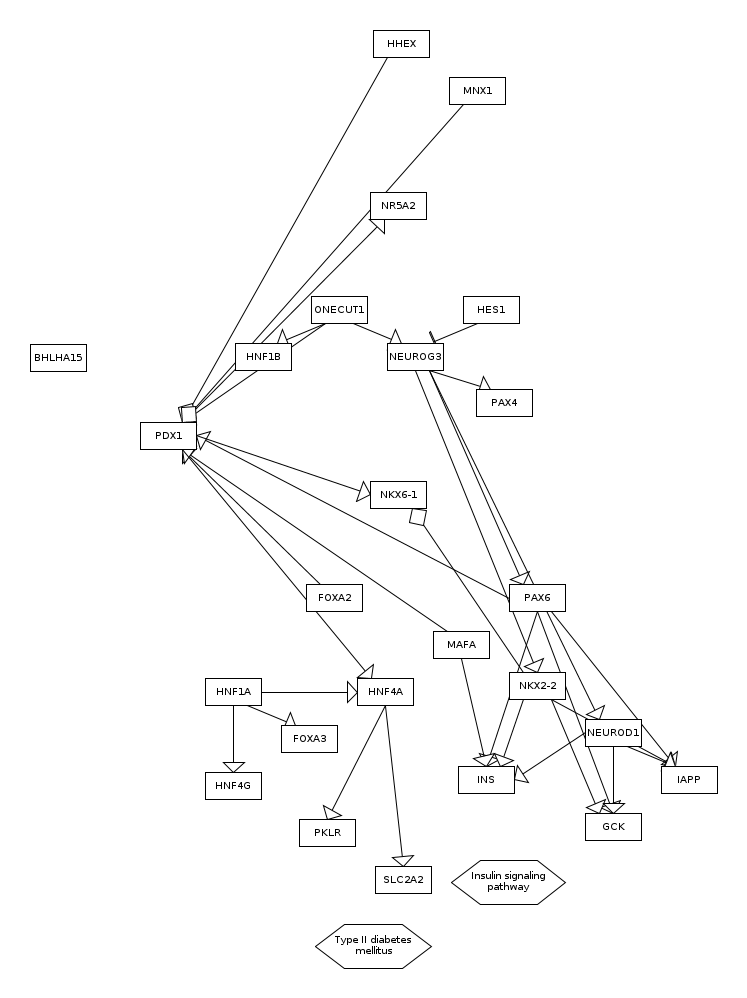 HHEX
MNX1
NR5A2
ONECUT1
HES1
HNF1B
NEUROG3
BHLHA15
PAX4
PDX1
NKX6-1
FOXA2
PAX6
MAFA
NKX2-2
HNF1A
HNF4A
NEUROD1
FOXA3
INS
IAPP
HNF4G
GCK
PKLR
SLC2A2
Insulin signaling
pathway
Type II diabetes
mellitus